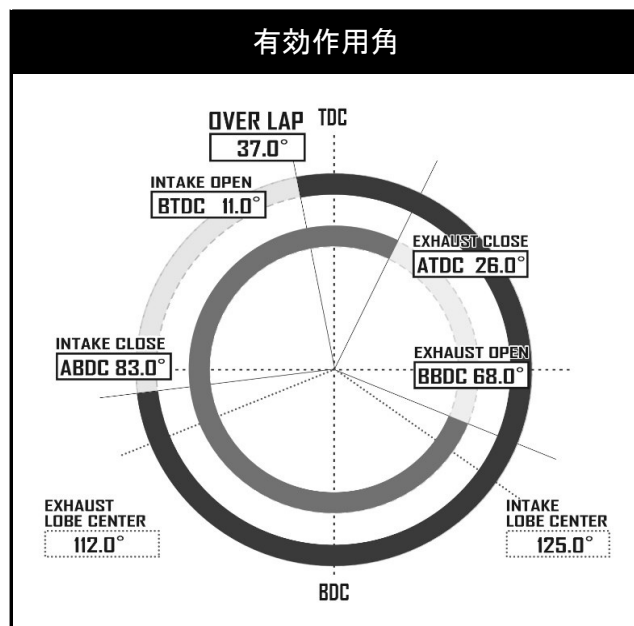 有効作用角
OVER LAP
37.0°
TDC
INTAKE OPEN
BTDC 11.0°
EXHAUST CLOSE
ATDC 26.0°
INTAKE CLOSE
ABDC 83.0°
EXHAUST OPEN
BBDC 68.0°
EXHAUST
LOBE CENTER
112.0°
INTAKE
LOBE CENTER
125.0°
BDC